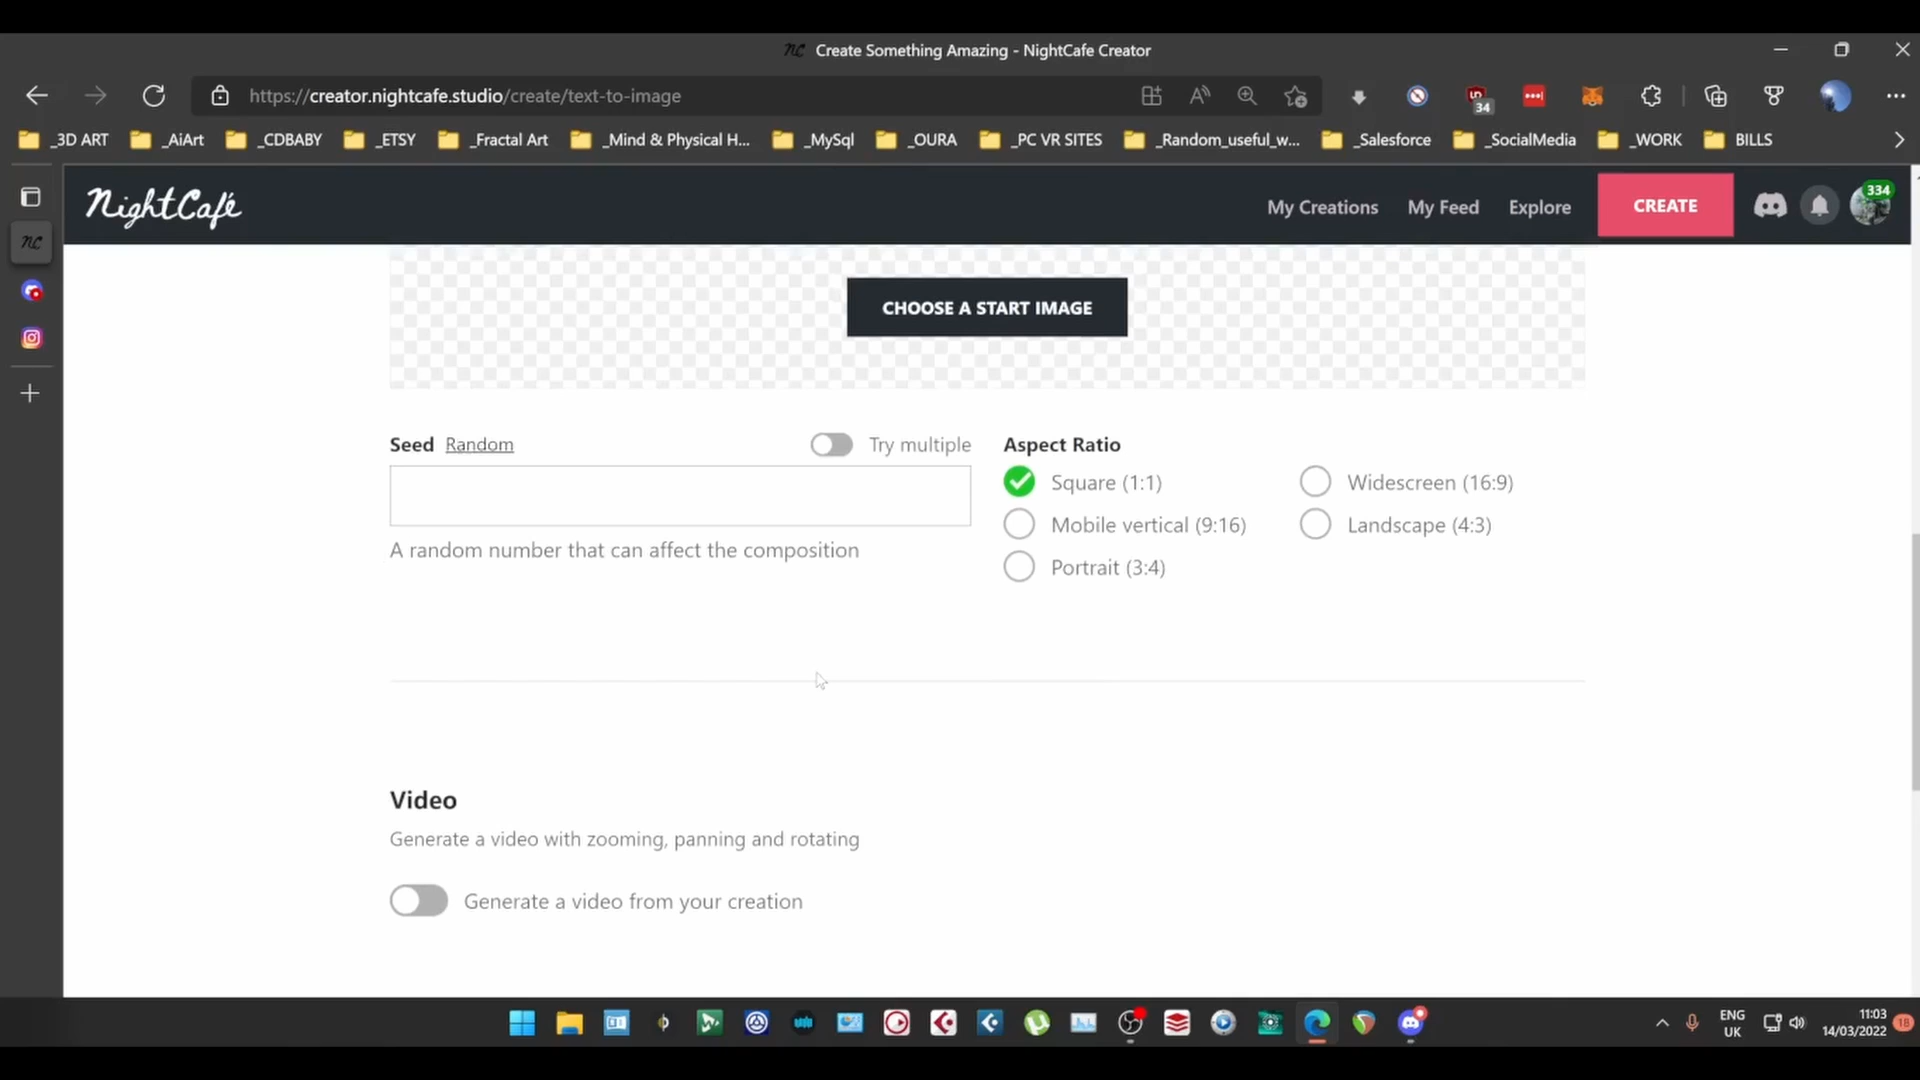 Create Something Amazing - NightCafe Creator
https://creator.nightcafe.studio/create/text-to-image
34
_3D ART
_AiArt
_CDBABY
_ETSY
_Fractal Art
_Mind & Physical H...
_MySql
_OURA
_PC VR SITES
_Random_useful_w...
_Salesforce
_SocialMedia
_WORK
BILLS
NightCafé
My Creations
My Feed
Explore
CREATE
334
CHOOSE A START IMAGE
Seed Random
Try multiple
A random number that can affect the composition
Aspect Ratio
Square (1:1)
Widescreen (16:9)
Mobile vertical (9:16)
Landscape (4:3)
Portrait (3:4)
Video
Generate a video with zooming, panning and rotating
Generate a video from your creation
ENG
UK
11:03
14/03/2022
18